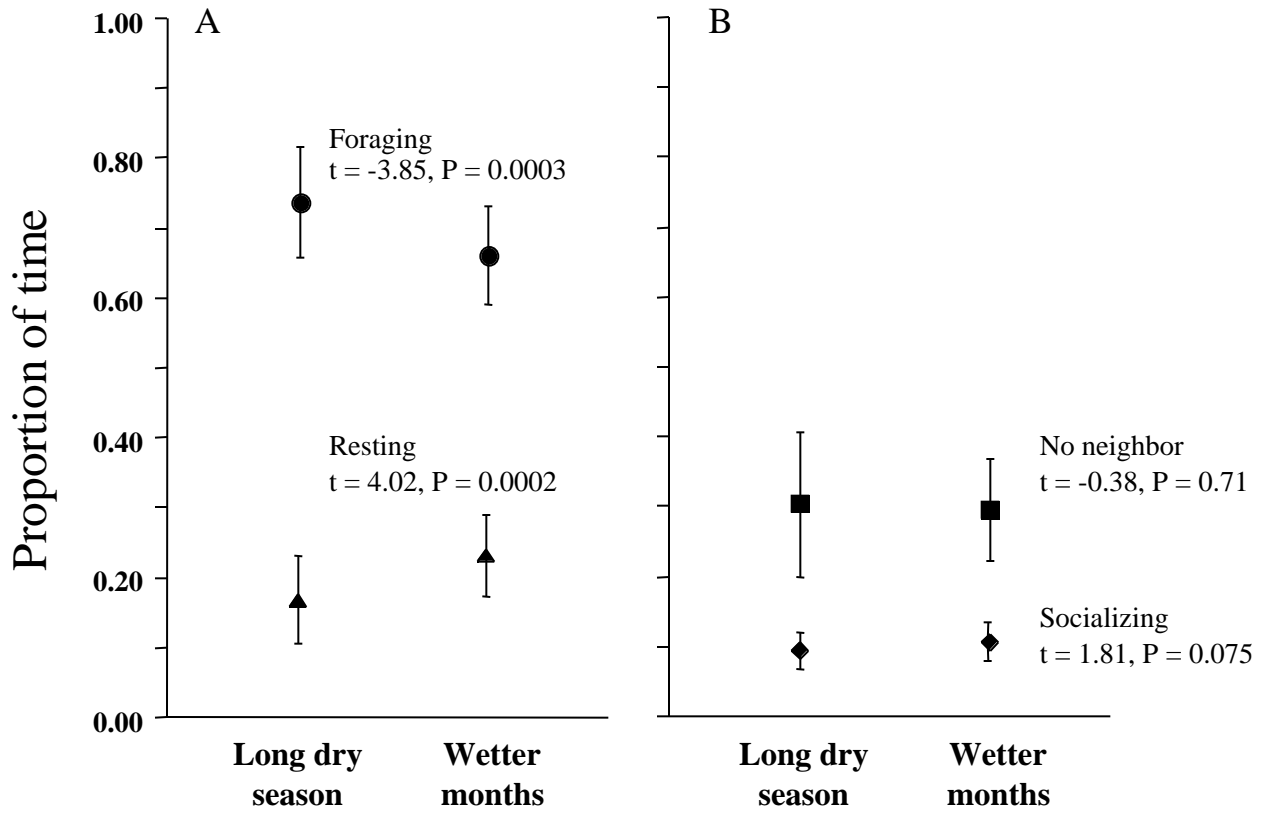 Proportion of time
1.00
0.80
0.60
0.40
0.20
0.00
A
Foraging
t = -3.85, P = 0.0003
Resting
t = 4.02, P = 0.0002
Long dry
season
Wetter
months
B
No neighbor
t = -0.38, P = 0.71
Socializing
t = 1.81, P = 0.075
Long dry
season
Wetter
months